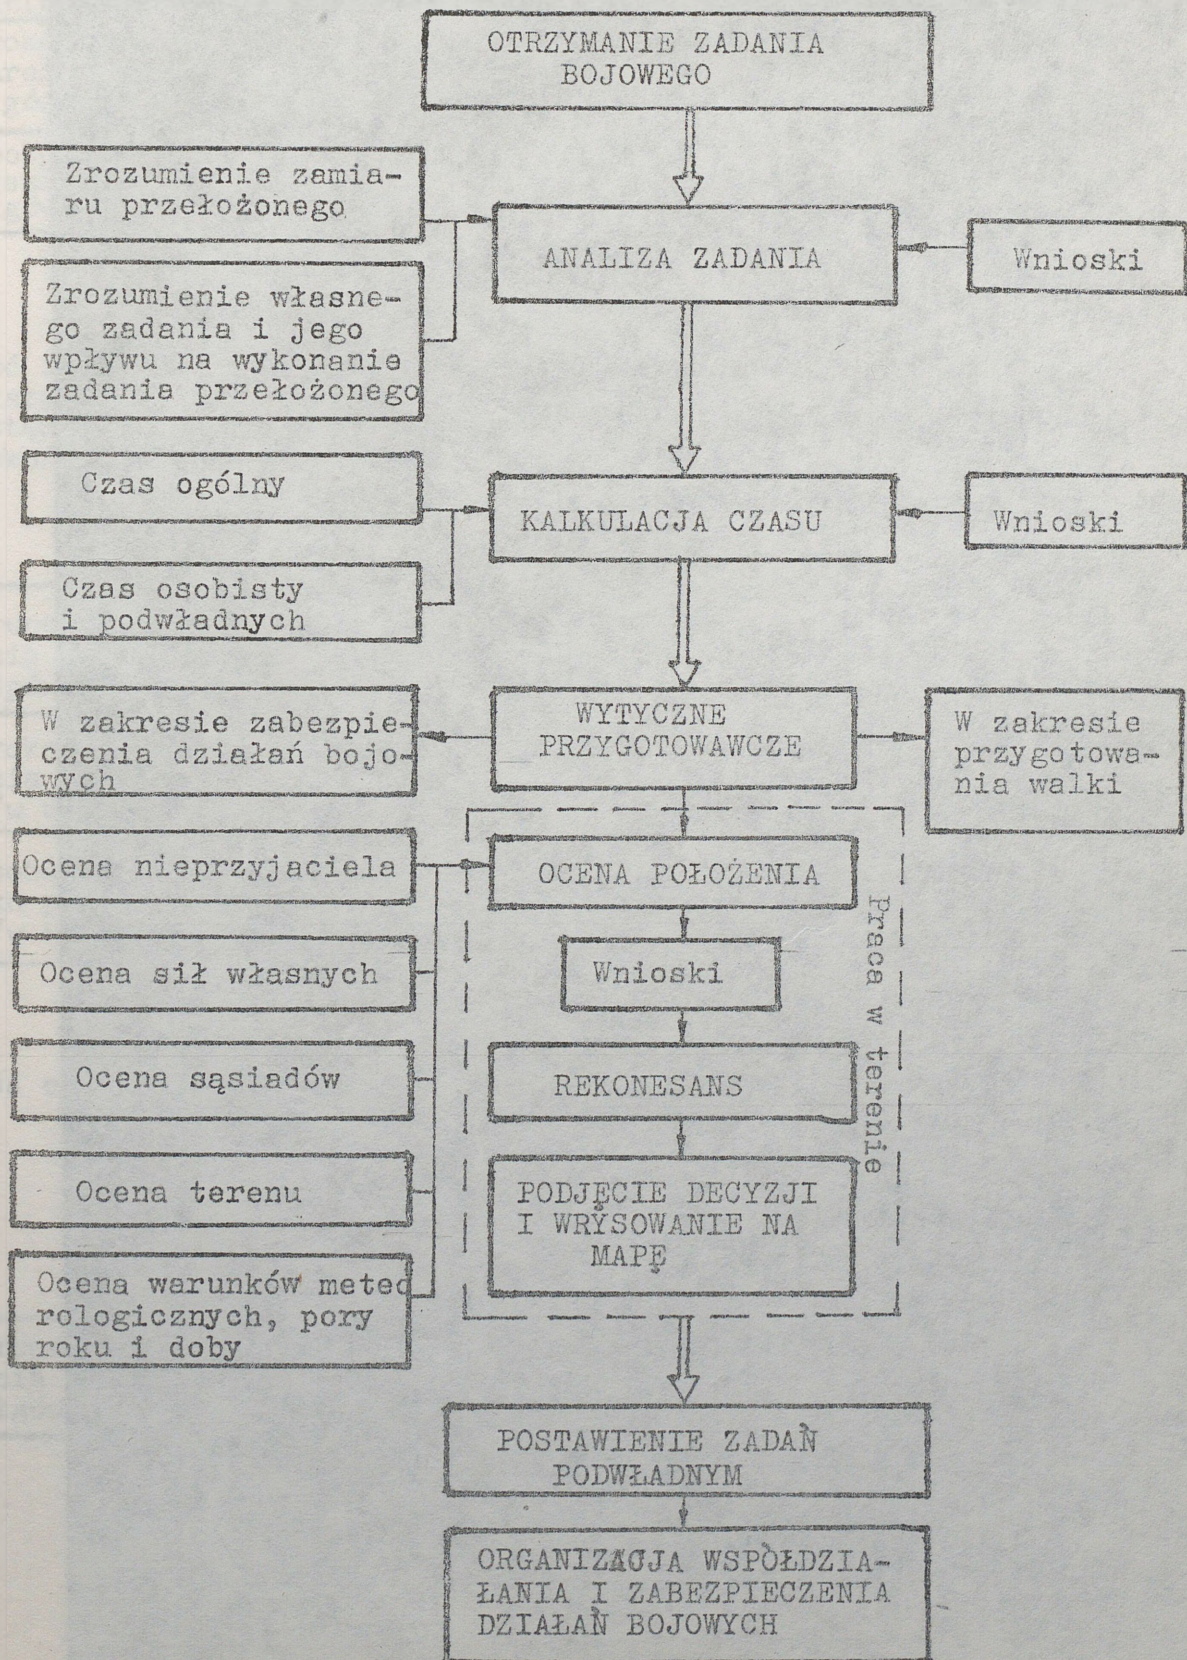 OTRZYMANIE ZADANIA
BOJOWEGO
Zrozumienie zamia-
ru przełożonego
ANALIZA ZADANIA
Wnioski
Zrozumienie własne-
go zadania i jego
wpływu na wykonanie
zadania przełożonego
Czas ogólny
KALKULACJA CZASU
Wnioski
Czas osobisty
i podwładnych
W zakresie zabezpie-
czenia działań bojo-
wych
WYTYCZNE
PRZYGOTOWAWCZE
W zakresie
przygotowa-
nia walki
Ocena nieprzyjaciela
OCENA POŁOŻENIA
Praca w terenie
Ocena sił własnych
Wnioski
Ocena sąsiadów
REKONESANS
Ocena terenu
PODJĘCIE DECYZJI
I WRYSOWANIE NA
MAPĘ
Ocena warunków meteo
rologicznych, pory
roku i doby
POSTAWIENIE ZADAŃ
PODWŁADNYM
ORGANIZACJA WSPÓŁDZIA-
ŁANIA I ZABEZPIECZENIA
DZIAŁAŃ BOJOWYCH